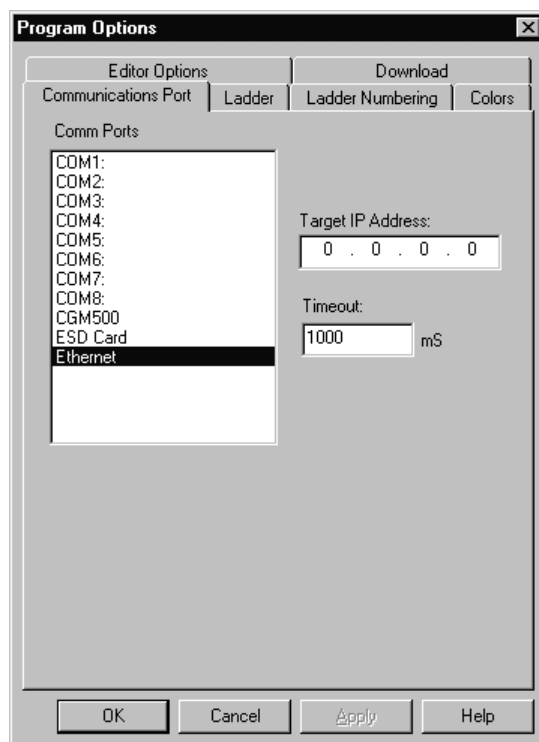 Program Options
Editor Options
Download
Communications Port
Ladder
Ladder Numbering
Colors
Comm Ports
COM1:
COM2:
COM3:
COM4:
COM5:
COM6:
COM7:
COM8:
CGM500
ESD Card
Ethernet
Target IP Address:
0 . 0 . 0 . 0
Timeout:
1000 mS
OK
Cancel
Apply
Help